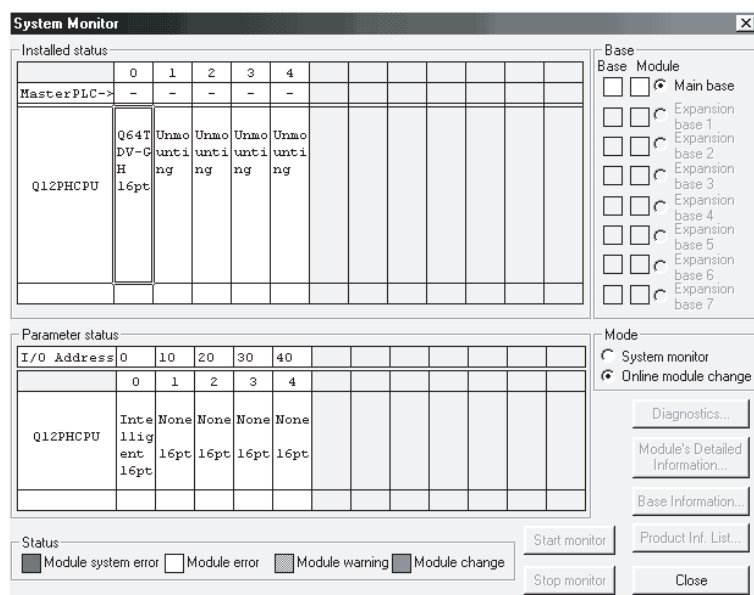 System Monitor
Installed status
0 1 2 3 4
MasterPLC-> - - - - -
Q12PHCPU
Q64T
DV-G
H
16pt
Unmo
unti
ng
Unmo
unti
ng
Unmo
unti
ng
Unmo
unti
ng
Base
Base Module
Main base
Expansion
base 1
Expansion
base 2
Expansion
base 3
Expansion
base 4
Expansion
base 5
Expansion
base 6
Expansion
base 7
Parameter status
I/O Address 0 10 20 30 40
0 1 2 3 4
Q12PHCPU
Inte
llig
ent
16pt
None
16pt
None
16pt
None
16pt
None
16pt
Mode
System monitor
Online module change
Diagnostics...
Module's Detailed
Information...
Base Information...
Product Inf. List...
Status
Module system error Module error Module warning Module change
Start monitor
Stop monitor
Close